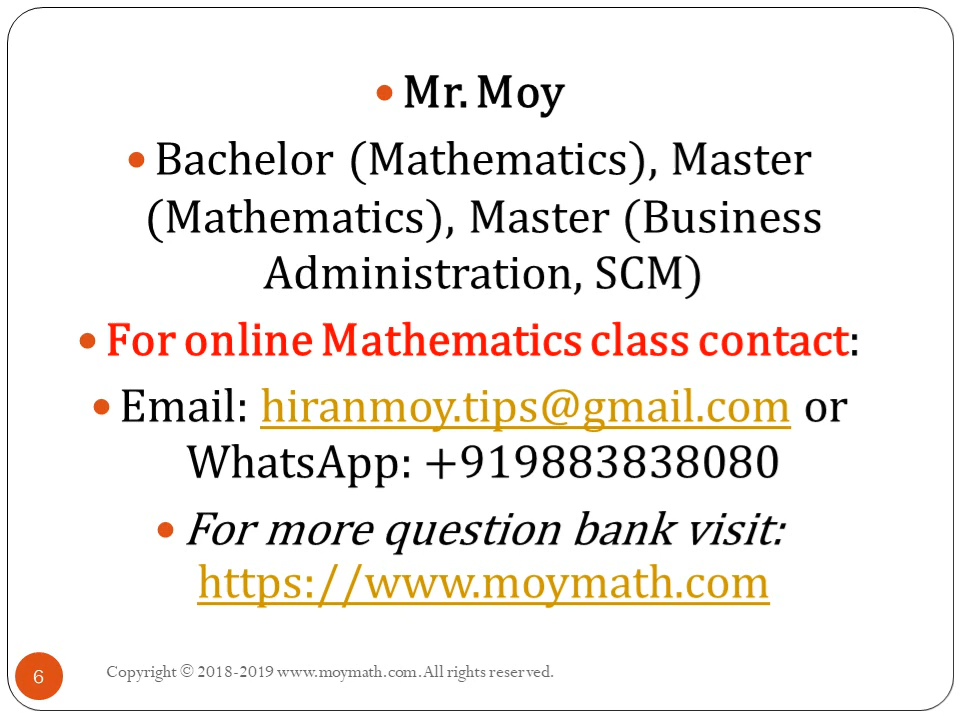 • Mr. Moy
• Bachelor (Mathematics), Master
(Mathematics), Master (Business
Administration, SCM)
• For online Mathematics class contact:
• Email: hiranmoy.tips@gmail.com or
WhatsApp: +919883838080
• For more question bank visit:
https://www.moymath.com
6
Copyright © 2018-2019 www.moymath.com. All rights reserved.